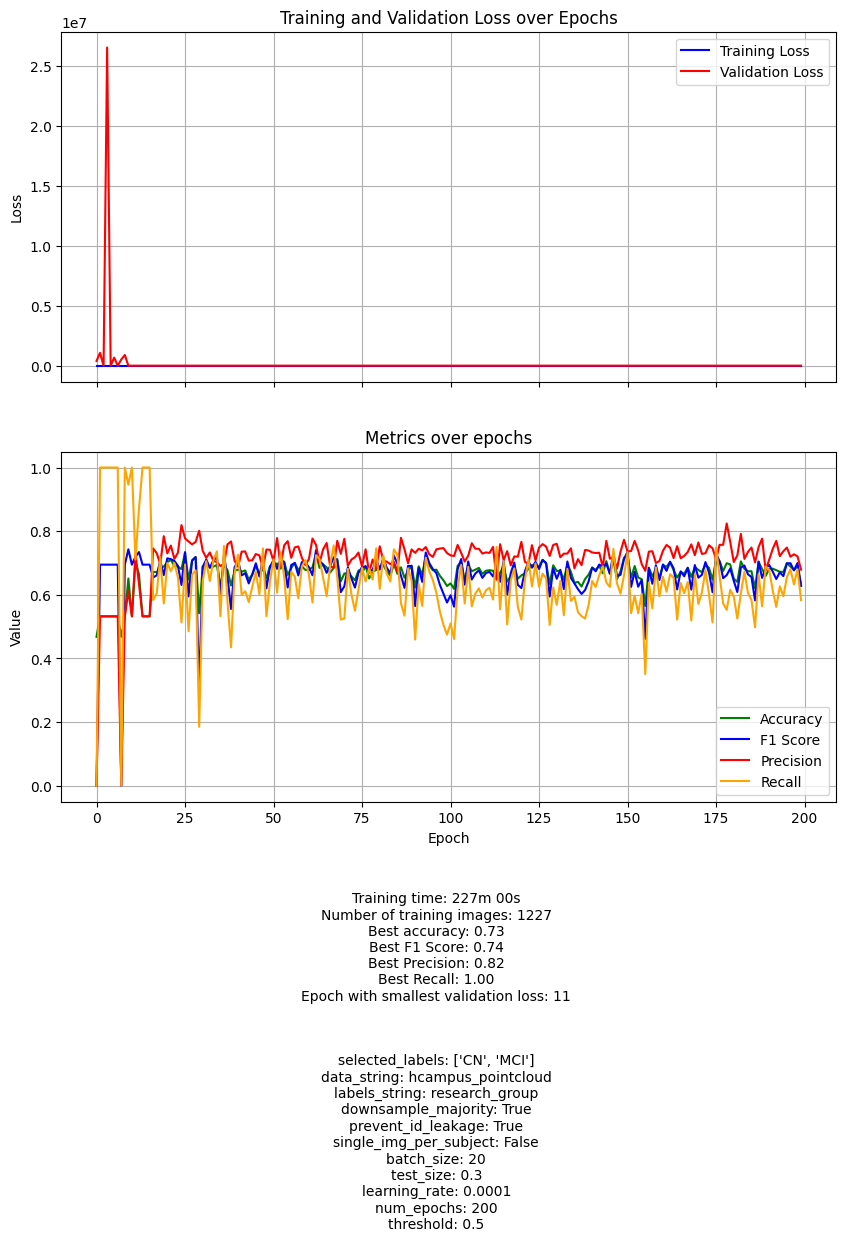 Training and Validation Loss over Epochs
1e7
Training Loss
Validation Loss
2.5
2.0
1.5
1.0
0.5
0.0
Loss
Metrics over epochs
1.0
0.8
0.6
0.4
0.2
0.0
Value
Accuracy
F1 Score
Precision
Recall
0 25 50 75 100 125 150 175 200
Epoch
Training time: 227m 00s
Number of training images: 1227
Best accuracy: 0.73
Best F1 Score: 0.74
Best Precision: 0.82
Best Recall: 1.00
Epoch with smallest validation loss: 11
selected_labels: ['CN', 'MCI']
data_string: hcampus_pointcloud
labels_string: research_group
downsample_majority: True
prevent_id_leakage: True
single_img_per_subject: False
batch_size: 20
test_size: 0.3
learning_rate: 0.0001
num_epochs: 200
threshold: 0.5